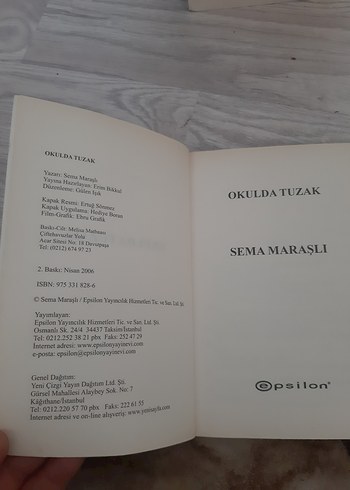 OKULDA TUZAK
Yazarı: Sema Maraşlı
Yayına Hazırlayan: Erim Bikkul
Düzenleme: Gülen Işık
Kapak Resmi: Ertuğ Sönmez
Kapak Uygulama: Hediye Boran
Film-Grafik: Ebru Grafik
Baskı-Cilt: Melisa Matbaası
Çiftehavuzlar Yolu
Acar Sitesi No. 18 Davutpaşa
Tel: (0212) 674 97 23
2. Baskı: Nisan 2006
ISBN: 975 331 828-6
© Sema Maraşlı / Epsilon Yayıncılık Hizmetleri Tic. ve San. Ltd. Şti.
Yayımlayan:
Epsilon Yayıncılık Hizmetleri Tic. ve San. Ltd. Şti.
Osmanlı Sk. 24/4 34437 Taksim/İstanbul
Tel: 0212.252 38 21 pbx Faks: 252 47 29
İnternet adresi: www.epsilonyayinevi.com
e-posta: epsilon@epsilonyayinevi.com
Genel Dağıtım:
Yeni Çizgi Yayın Dağıtım Ltd. Şti.
Gürsel Mahallesi Alaybey Sok. No: 7
Kâğıthane/İstanbul
Tel: 0212.220 57 70 pbx Faks: 222 61 55
İnternet adresi ve on-line alışveriş: www.yenisayfa.com
OKULDA TUZAK
SEMA MARAŞLI
epsilon